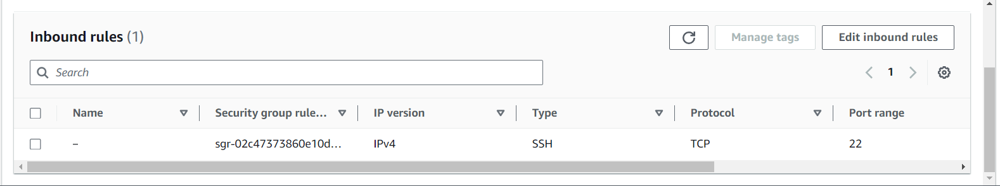 Inbound rules (1)
Manage tags
Edit inbound rules
Search
1
Name
Security group rule...
IP version
Type
Protocol
Port range
–
sgr-02c47373860e10d...
IPv4
SSH
TCP
22